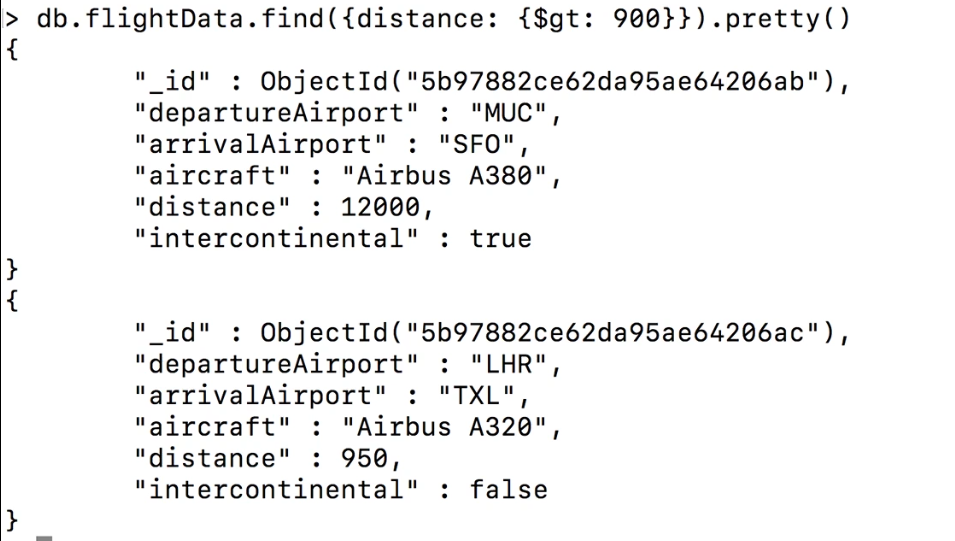 > db.flightData.find({distance: {$gt: 900}}).pretty()
{
        "_id" : ObjectId("5b97882ce62da95ae64206ab"),
        "departureAirport" : "MUC",
        "arrivalAirport" : "SFO",
        "aircraft" : "Airbus A380",
        "distance" : 12000,
        "intercontinental" : true
}
{
        "_id" : ObjectId("5b97882ce62da95ae64206ac"),
        "departureAirport" : "LHR",
        "arrivalAirport" : "TXL",
        "aircraft" : "Airbus A320",
        "distance" : 950,
        "intercontinental" : false
}